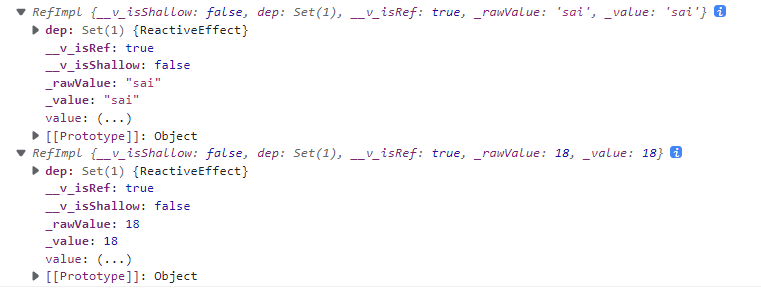 RefImpl {__v_isShallow: false, dep: Set(1), __v_isRef: true, _rawValue: 'sai', _value: 'sai'} i
dep: Set(1) {ReactiveEffect}
__v_isRef: true
__v_isShallow: false
_rawValue: "sai"
_value: "sai"
value: (...)
[[Prototype]]: Object
RefImpl {__v_isShallow: false, dep: Set(1), __v_isRef: true, _rawValue: 18, _value: 18} i
dep: Set(1) {ReactiveEffect}
__v_isRef: true
__v_isShallow: false
_rawValue: 18
_value: 18
value: (...)
[[Prototype]]: Object